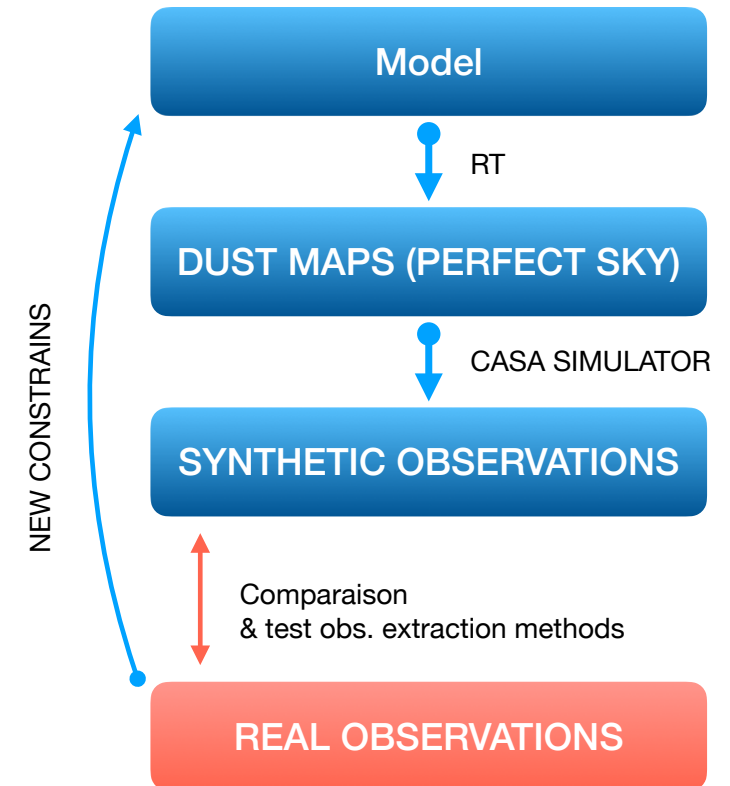 Model
RT
DUST MAPS (PERFECT SKY)
CASA SIMULATOR
SYNTHETIC OBSERVATIONS
NEW CONSTRAINS
Comparaison
& test obs. extraction methods
REAL OBSERVATIONS